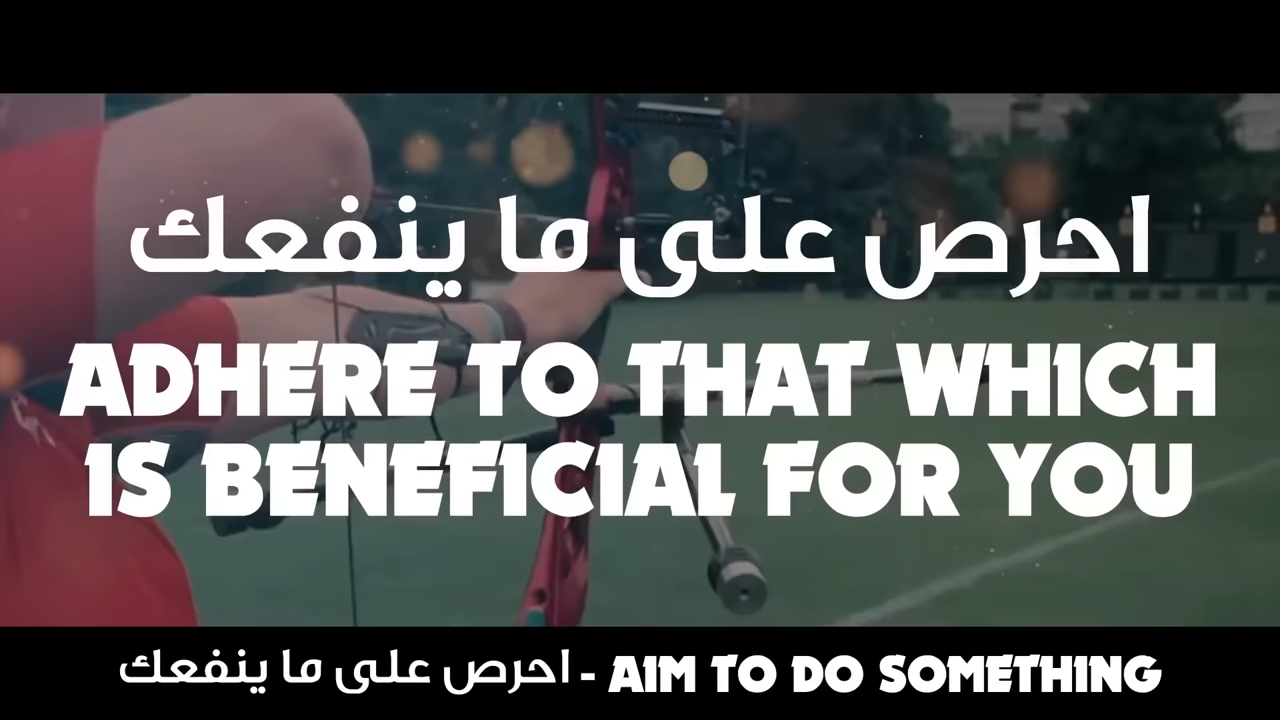 احرص على ما ينفعك
ADHERE TO THAT WHICH
IS BENEFICIAL FOR YOU
احرص على ما ينفعك - AIM TO DO SOMETHING